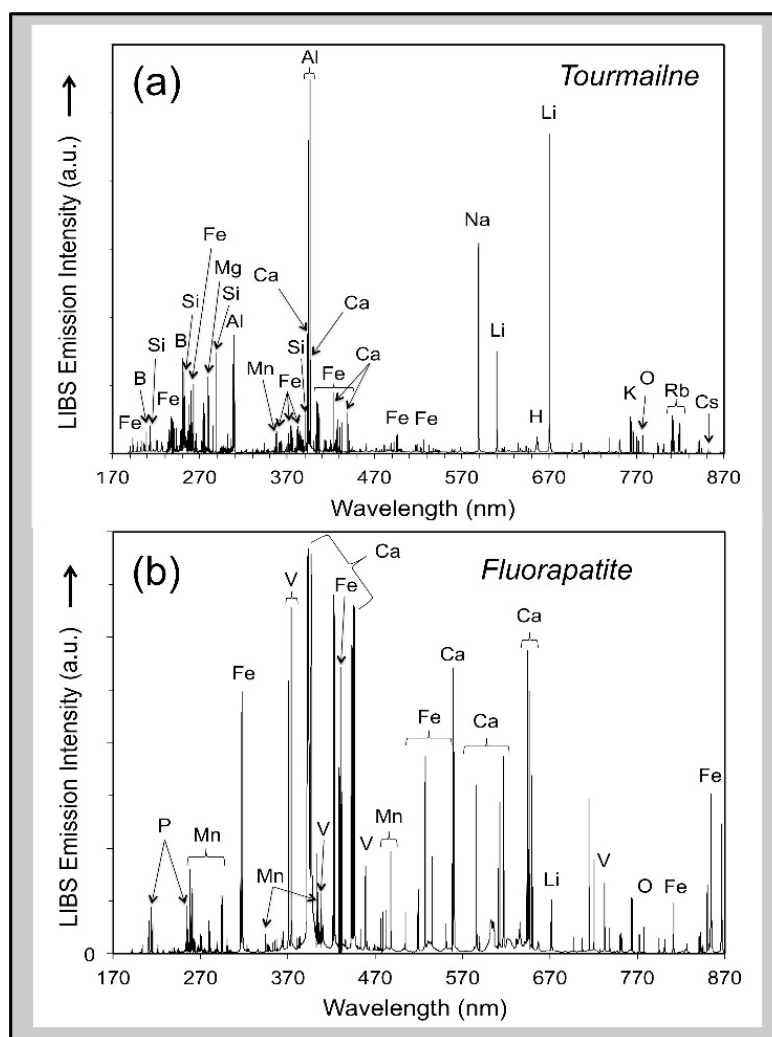 (a)
Tourmailne
LIBS Emission Intensity (a.u.)
Al
Li
Na
Fe
Mg
Si
Ca
Ca
Si
Al
B
Li
Si
Ca
Si
Fe
B
Mn
Fe
Fe
Fe
Fe
Fe
Fe
H
K
O
Rb
Cs
170 270 370 470 570 670 770 870
Wavelength (nm)
(b)
Fluorapatite
LIBS Emission Intensity (a.u.)
Ca
V
Fe
Ca
Ca
Fe
Fe
Ca
Fe
P
Mn
Mn
V
V
Mn
Li
V
O
Fe
0
170 270 370 470 570 670 770 870
Wavelength (nm)